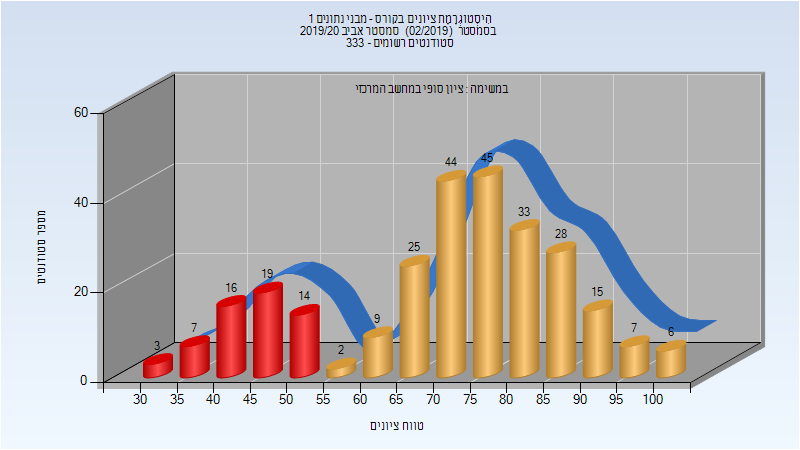 היסטוגרמת ציונים בקורס - מבני נתונים 1
בסמסטר (02/2019) סמסטר אביב 2019/20
סטודנטים רשומים - 333
במשימה : ציון סופי במחשב המרכזי
מספר סטודנטים
60
40
20
0
3
7
16
19
14
2
9
25
44
45
33
28
15
7
6
30 35 40 45 50 55 60 65 70 75 80 85 90 95 100
טווח ציונים